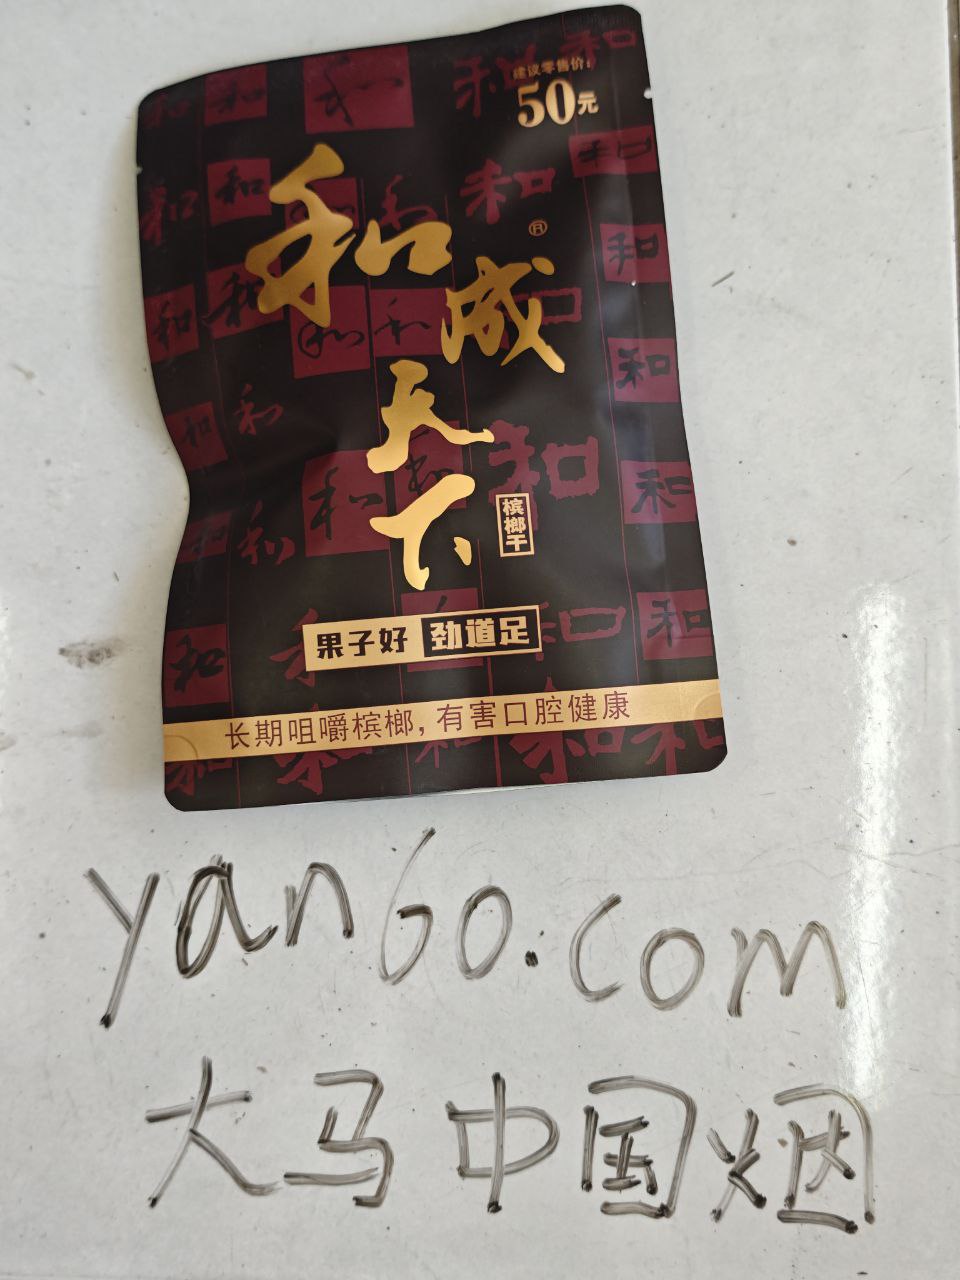 建议零售价:
50元
和成天下®
槟榔干
果子好 劲道足
长期咀嚼槟榔,有害口腔健康
yan60.com
大马中国烟